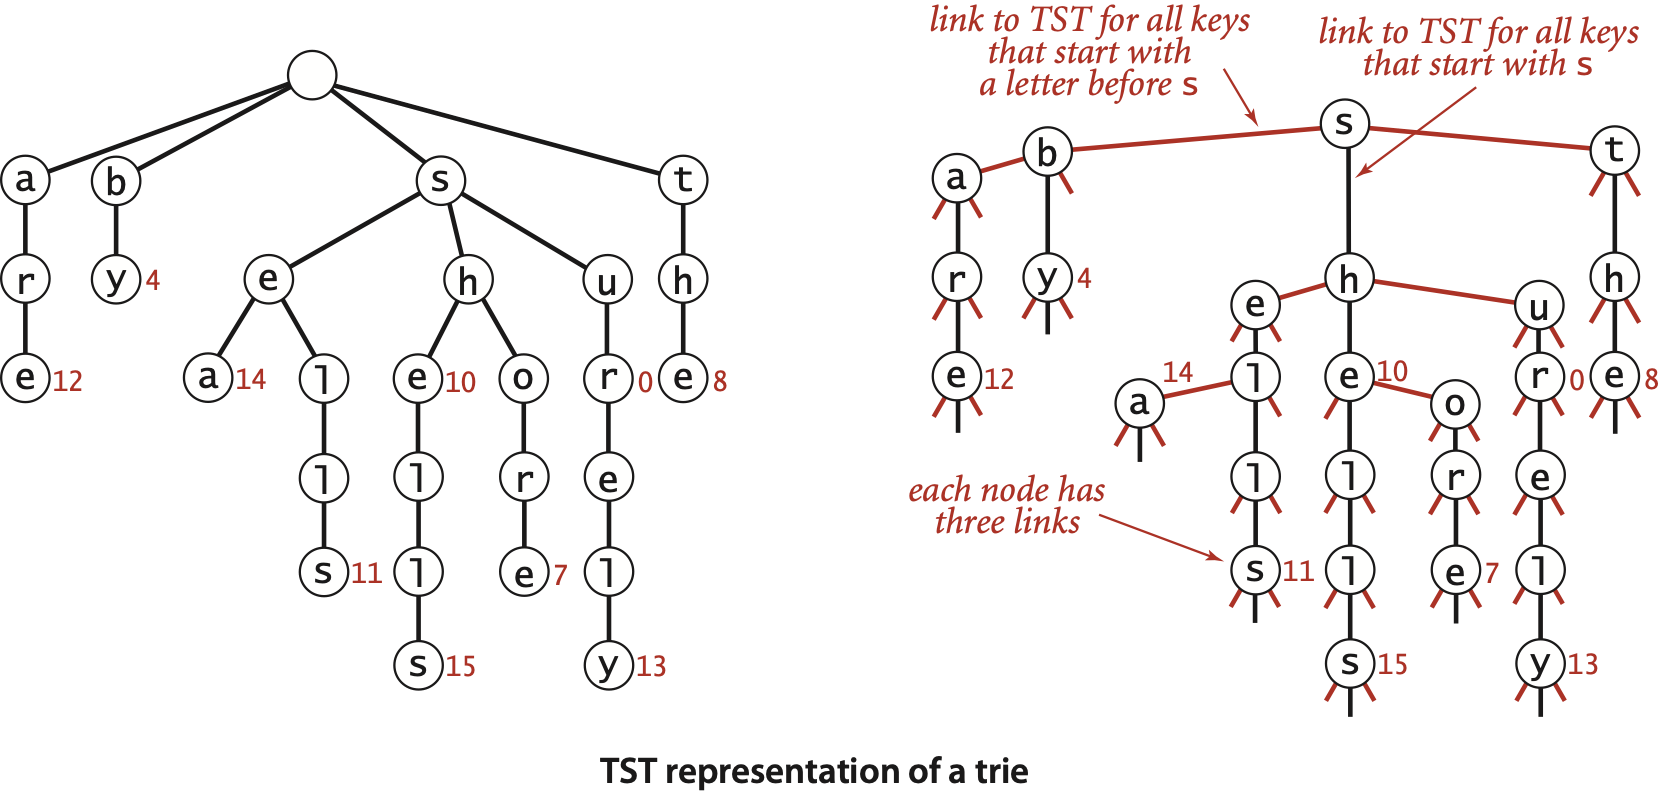 link to TST for all keys
that start with
a letter before s
link to TST for all keys
that start with s
a b s t
r y 4 e h u h
e 12 a 14 l e 10 o r 0 e 8
l l r e
s 11 l e 7 l
s 15 y 13
s
a b t
r y 4 e h u h
e 12 a 14 l e 10 o r 0 e 8
each node has
three links
l l r e
s 11 l e 7 l
s 15 y 13
TST representation of a trie